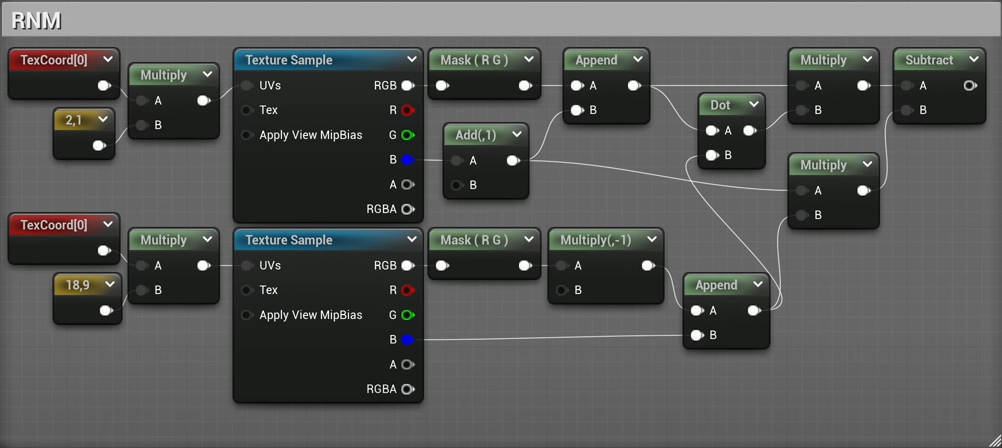 RNM
TexCoord[0]
Multiply
A
B
2,1
Texture Sample
UVs
Tex
Apply View MipBias
RGB
R
G
B
A
RGBA
Mask ( R G )
Add(,1)
A
B
Append
A
B
Dot
A
B
Multiply
A
B
Subtract
A
B
Multiply
A
B
TexCoord[0]
Multiply
A
B
18,9
Texture Sample
UVs
Tex
Apply View MipBias
RGB
R
G
B
A
RGBA
Mask ( R G )
Multiply(,-1)
A
B
Append
A
B